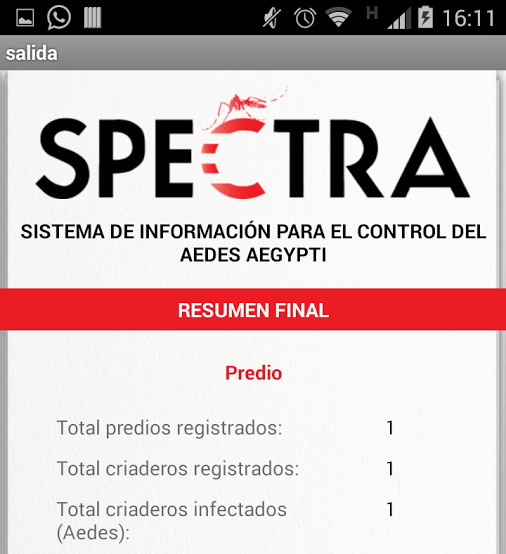 H 16:11
salida
SPECTRA
SISTEMA DE INFORMACIÓN PARA EL CONTROL DEL
AEDES AEGYPTI
RESUMEN FINAL
Predio
Total predios registrados: 1
Total criaderos registrados: 1
Total criaderos infectados 1
(Aedes):